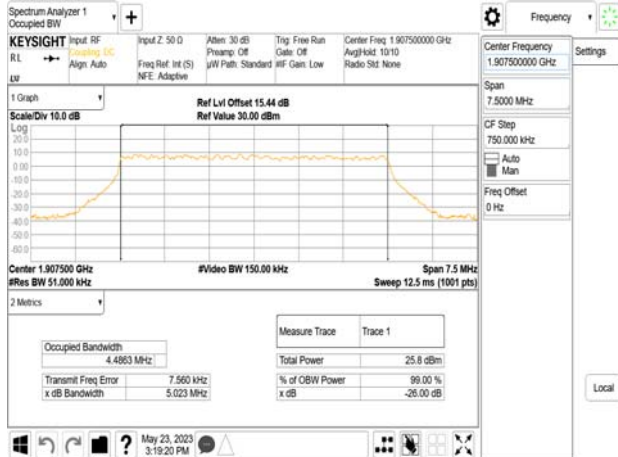 Spectrum Analyzer 1
Occupied BW
+
Frequency
KEYSIGHT
RL
Input: RF
Coupling: DC
Align: Auto
Input Z: 50 Ω
Freq Ref: Int (S)
NFE: Adaptive
Atten: 30 dB
Preamp: Off
µW Path: Standard
Trig: Free Run
Gate: Off
#IF Gain: Low
Center Freq: 1.907500000 GHz
Avg|Hold: 10/10
Radio Std: None
Center Frequency
1.907500000 GHz
Settings
Span
7.5000 MHz
CF Step
750.000 kHz
Auto
Man
Freq Offset
0 Hz
Local
1 Graph
Scale/Div 10.0 dB
Ref Lvl Offset 15.44 dB
Ref Value 30.00 dBm
Log
20.0
10.0
0.00
-10.0
-20.0
-30.0
-40.0
-50.0
-60.0
Center 1.907500 GHz
#Res BW 51.000 kHz
#Video BW 150.00 kHz
Span 7.5 MHz
Sweep 12.5 ms (1001 pts)
2 Metrics
Measure Trace
Trace 1
Occupied Bandwidth
4.4863 MHz
Total Power
25.8 dBm
Transmit Freq Error
7.560 kHz
% of OBW Power
99.00 %
x dB Bandwidth
5.023 MHz
x dB
-26.00 dB
?
May 23, 2023
3:19:20 PM